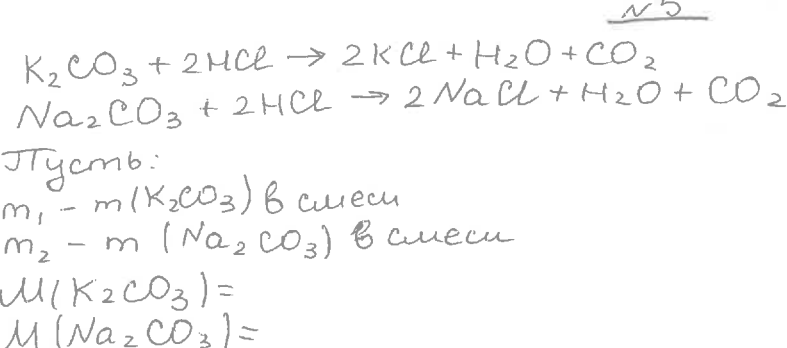 N5
K₂CO₃ + 2HCl → 2KCl + H₂O + CO₂
Na₂CO₃ + 2HCl → 2NaCl + H₂O + CO₂
Пусть:
m₁ - m(K₂CO₃) в смеси
m₂ - m (Na₂CO₃) в смеси
M(K₂CO₃)=
M(Na₂CO₃)=